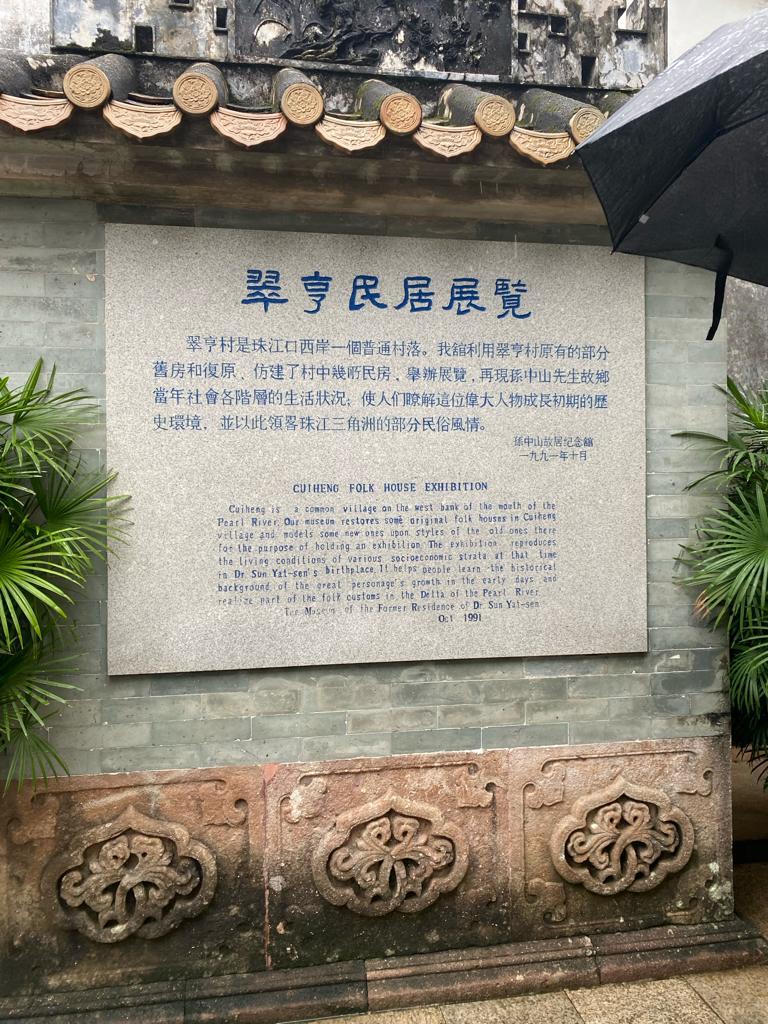 翠亨民居展覽
翠亨村是珠江口西岸一個普通村落。我舘利用翠亨村原有的部分
舊房和復原、仿建了村中幾所民房、舉辦展覽，再現孫中山先生故鄉
當年社會各階層的生活狀況；使人们瞭解這位偉大人物成長初期的歷
史環境，並以此領畧珠江三角洲的部分民俗風情。
孫中山故居纪念舘
一九九一年十月
CUIHENG FOLK HOUSE EXHIBITION
Cuiheng is a common village on the west bank of the mouth of the
Pearl River. Our museum restores some original folk houses in Cuiheng
village and models some new ones upon styles of the old ones there
for the purpose of holding an exhibition. The exhibition reproduces
the living conditions of various socioeconomic strata at that time
in Dr Sun Yat-sen's birthplace. It helps people learn the historical
background of the great personage's growth in the early days and
realize part of the folk customs in the Delta of the Pearl River.
The Museum of the Former Residence of Dr Sun Yat-sen
Oct 1991